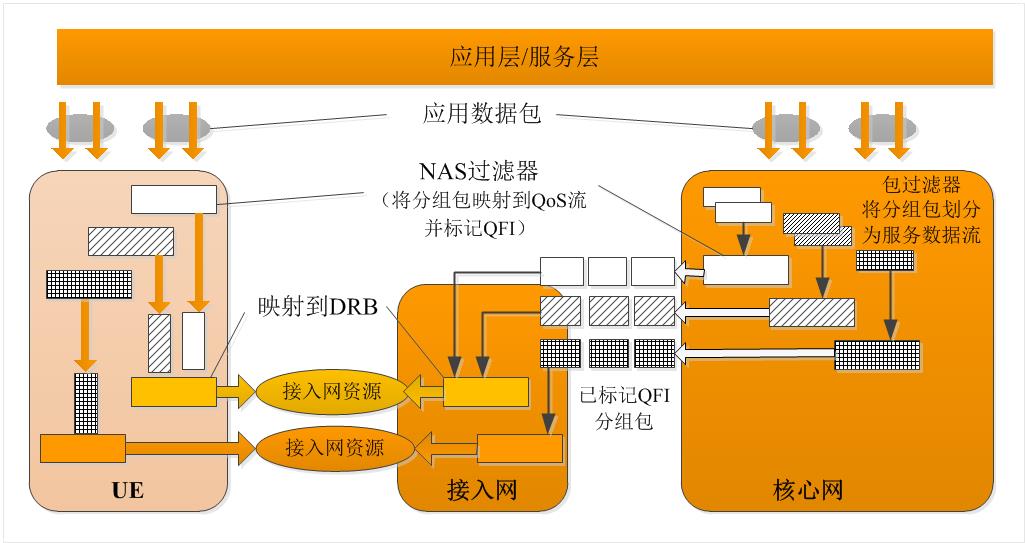 应用层/服务层
应用数据包
NAS过滤器
（将分组包映射到QoS流
并标记QFI）
包过滤器
将分组包划分
为服务数据流
映射到DRB
接入网资源
已标记QFI
分组包
接入网资源
UE
接入网
核心网